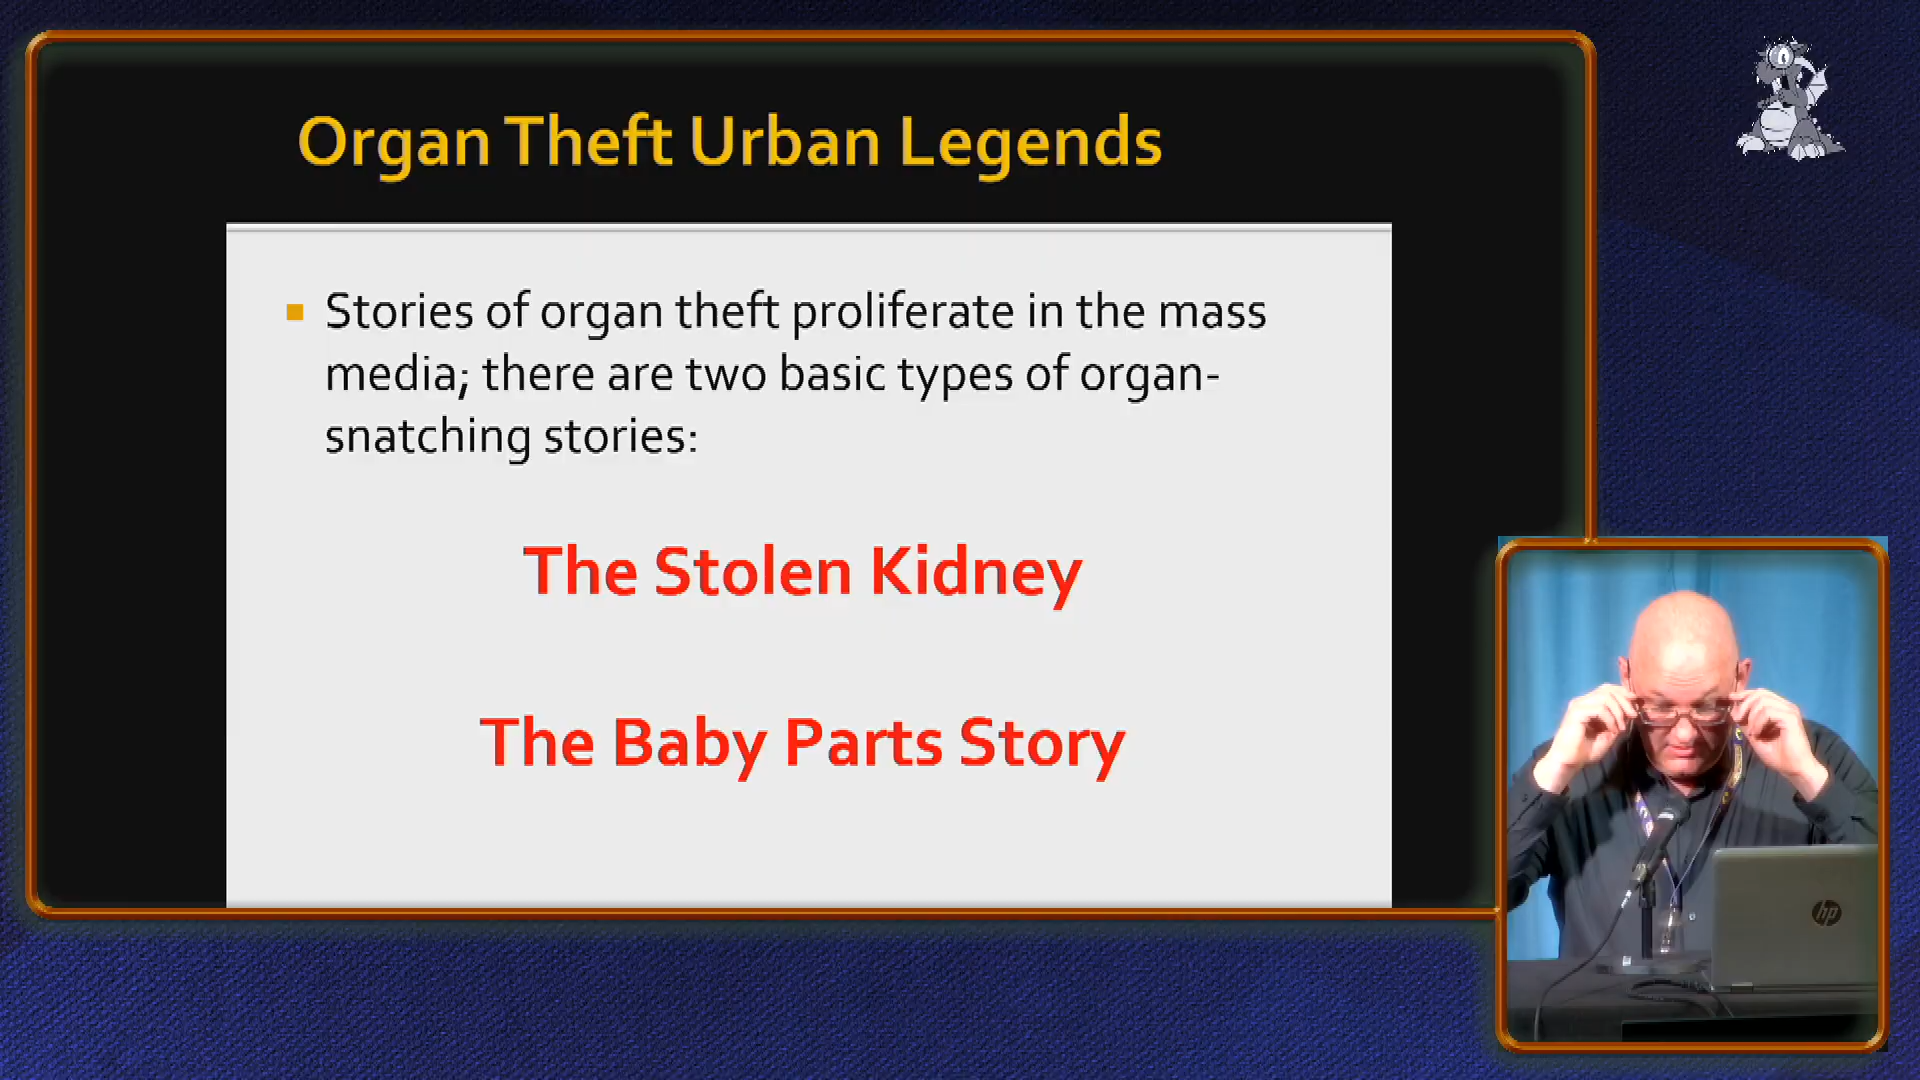 Organ Theft Urban Legends
Stories of organ theft proliferate in the mass
media; there are two basic types of organ-
snatching stories:
The Stolen Kidney
The Baby Parts Story
hp